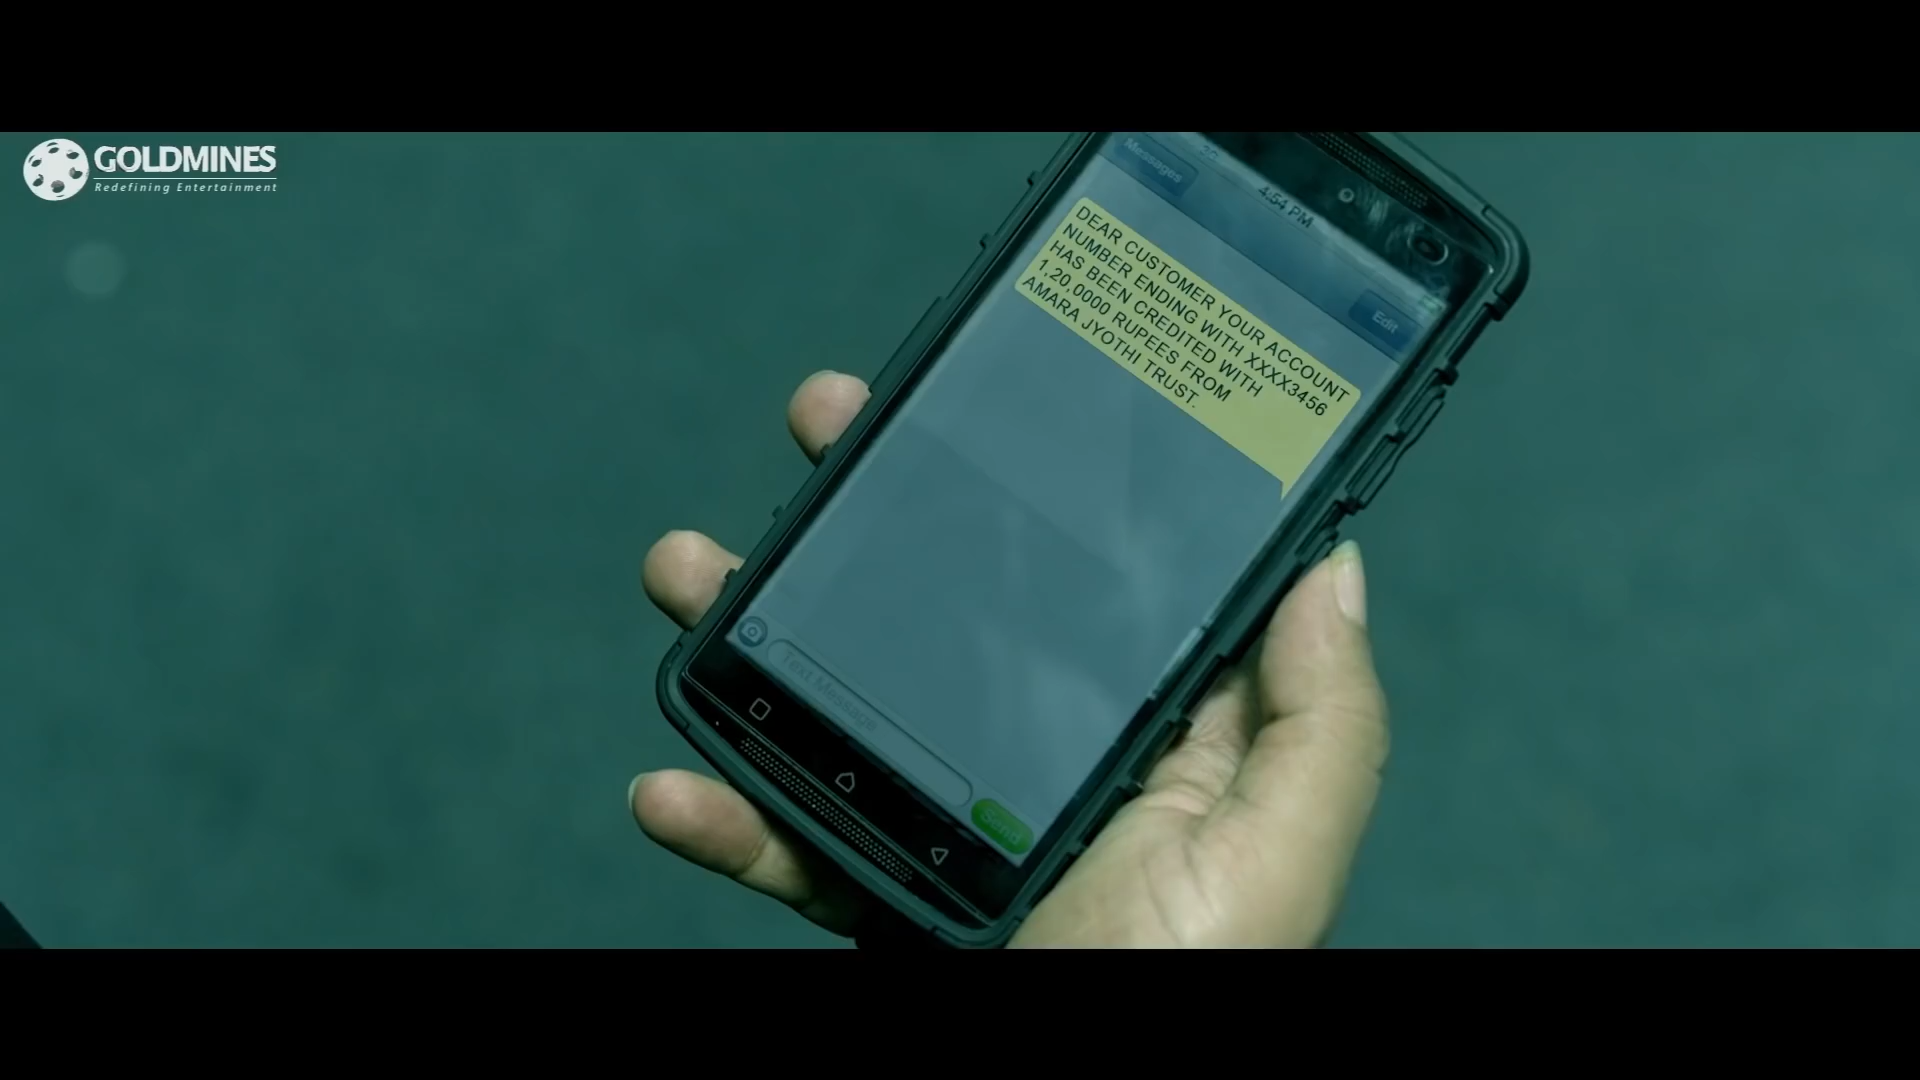 GOLDMINES
Redefining Entertainment
4:54 PM
Messages
Edit
DEAR CUSTOMER YOUR ACCOUNT
NUMBER ENDING WITH XXXX3456
HAS BEEN CREDITED WITH
1,20,0000 RUPEES FROM
AMARA JYOTHI TRUST.
Text Message
Send